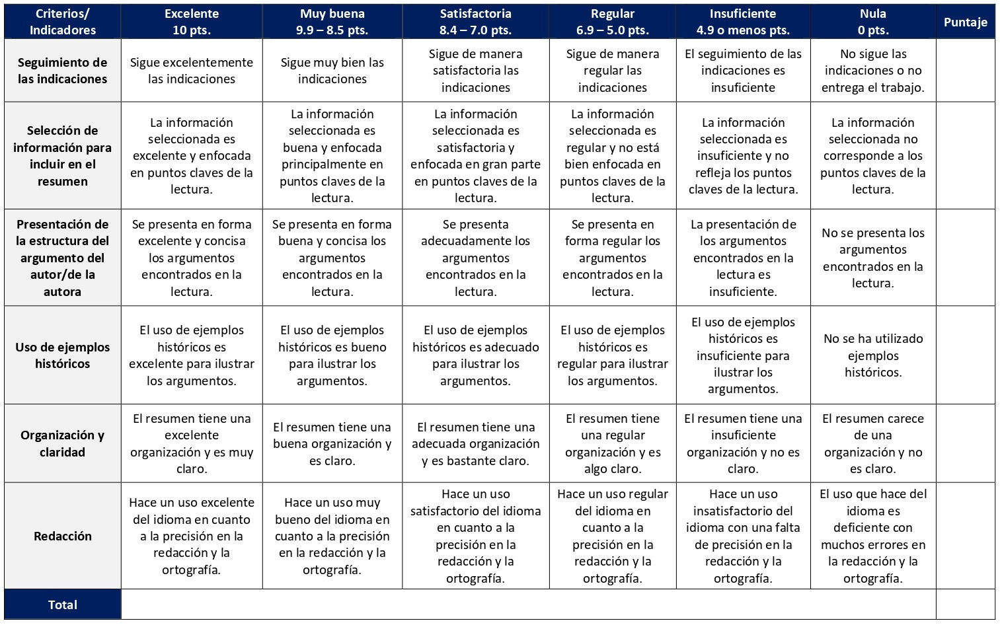 Criterios/
Indicadores
Excelente
10 pts.
Muy buena
9.9 – 8.5 pts.
Satisfactoria
8.4 – 7.0 pts.
Regular
6.9 – 5.0 pts.
Insuficiente
4.9 o menos pts.
Nula
0 pts.
Puntaje
Seguimiento de
las indicaciones
Sigue excelentemente
las indicaciones
Sigue muy bien las
indicaciones
Sigue de manera
satisfactoria las
indicaciones
Sigue de manera
regular las
indicaciones
El seguimiento de las
indicaciones es
insuficiente
No sigue las
indicaciones o no
entrega el trabajo.
Selección de
información para
incluir en el
resumen
La información
seleccionada es
excelente y enfocada
en puntos claves de la
lectura.
La información
seleccionada es
buena y enfocada
principalmente en
puntos claves de la
lectura.
La información
seleccionada es
satisfactoria y
enfocada en gran parte
en puntos claves de la
lectura.
La información
seleccionada es
regular y no está
bien enfocada en
puntos claves de la
lectura.
La información
seleccionada es
insuficiente y no
refleja los puntos
claves de la lectura.
La información
seleccionada no
corresponde a los
puntos claves de la
lectura.
Presentación de
la estructura del
argumento del
autor/de la
autora
Se presenta en forma
excelente y concisa
los argumentos
encontrados en la
lectura.
Se presenta en forma
buena y concisa los
argumentos
encontrados en la
lectura.
Se presenta
adecuadamente los
argumentos
encontrados en la
lectura.
Se presenta en
forma regular los
argumentos
encontrados en la
lectura.
La presentación de
los argumentos
encontrados en la
lectura es
insuficiente.
No se presenta los
argumentos
encontrados en la
lectura.
Uso de ejemplos
históricos
El uso de ejemplos
históricos es
excelente para ilustrar
los argumentos.
El uso de ejemplos
históricos es bueno
para ilustrar los
argumentos.
El uso de ejemplos
históricos es adecuado
para ilustrar los
argumentos.
El uso de ejemplos
históricos es
regular para ilustrar
los argumentos.
El uso de ejemplos
históricos es
insuficiente para
ilustrar los
argumentos.
No se ha utilizado
ejemplos
históricos.
Organización y
claridad
El resumen tiene una
excelente
organización y es muy
claro.
El resumen tiene una
buena organización y
es claro.
El resumen tiene una
adecuada organización
y es bastante claro.
El resumen tiene
una regular
organización y es
algo claro.
El resumen tiene una
insuficiente
organización y no es
claro.
El resumen carece
de una
organización y no
es claro.
Redacción
Hace un uso excelente
del idioma en cuanto
a la precisión en la
redacción y la
ortografía.
Hace un uso muy
bueno del idioma en
cuanto a la precisión
en la redacción y la
ortografía.
Hace un uso
satisfactorio del idioma
en cuanto a la
precisión en la
redacción y la
ortografía.
Hace un uso regular
del idioma en
cuanto a la
precisión en la
redacción y la
ortografía.
Hace un uso
insatisfactorio del
idioma con una falta
de precisión en la
redacción y la
ortografía.
El uso que hace del
idioma es
deficiente con
muchos errores en
la redacción y la
ortografía.
Total